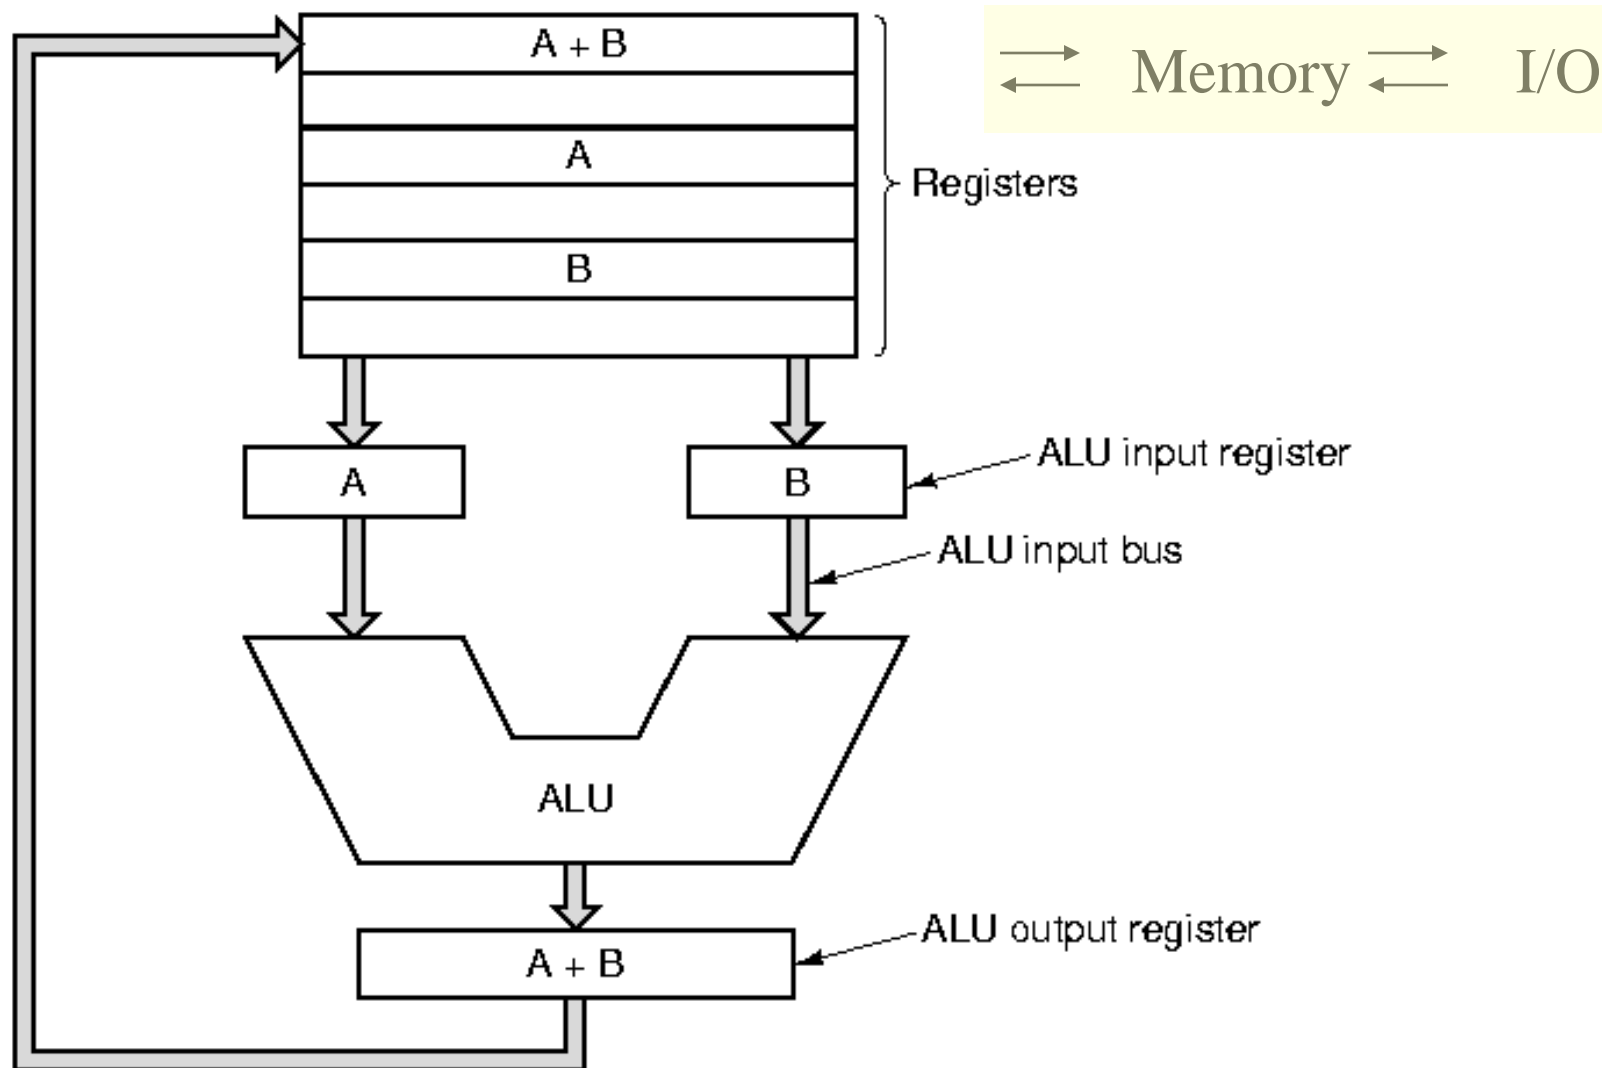 A + B
Memory I/O
A
Registers
B
ALU input register
A
B
ALU input bus
ALU
ALU output register
A + B